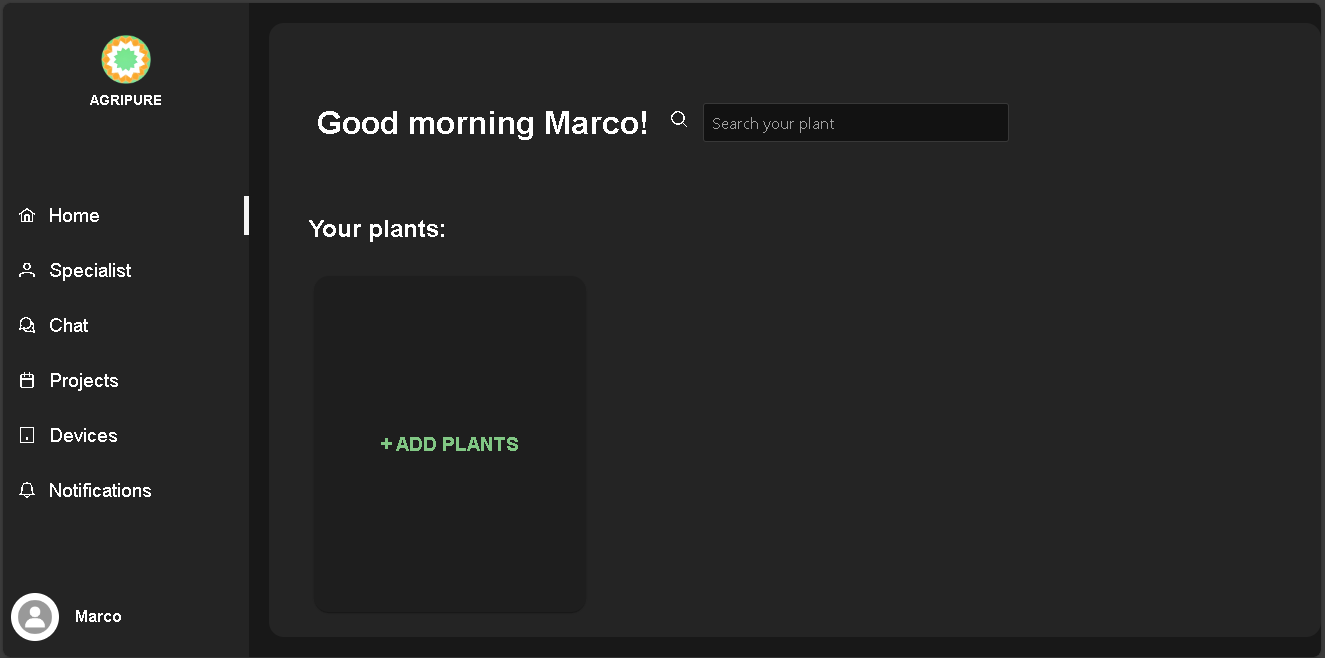 AGRIPURE
Home
Specialist
Chat
Projects
Devices
Notifications
Marco
Good morning Marco!
Search your plant
Your plants:
+ ADD PLANTS